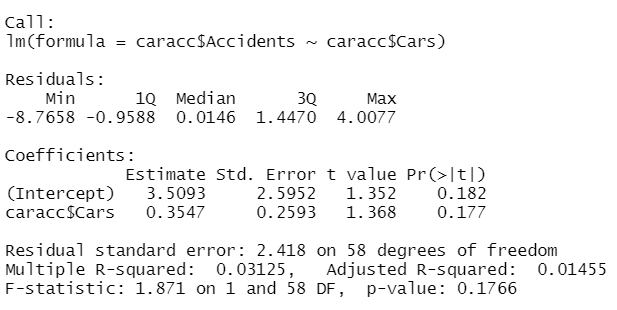 Call:
lm(formula = caracc$Accidents ~ caracc$Cars)
Residuals:
Min 1Q Median 3Q Max
-8.7658 -0.9588 0.0146 1.4470 4.0077
Coefficients:
Estimate Std. Error t value Pr(>|t|)
(Intercept) 3.5093 2.5952 1.352 0.182
caracc$Cars 0.3547 0.2593 1.368 0.177
Residual standard error: 2.418 on 58 degrees of freedom
Multiple R-squared: 0.03125, Adjusted R-squared: 0.01455
F-statistic: 1.871 on 1 and 58 DF, p-value: 0.1766